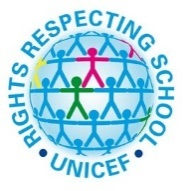 RIGHTS RESPECTING SCHOOL
• UNICEF •